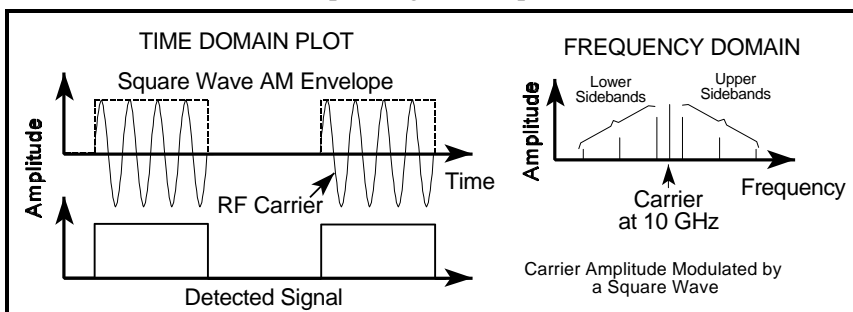 TIME DOMAIN PLOT
Square Wave AM Envelope
Amplitude
Time
RF Carrier
Amplitude
Detected Signal
FREQUENCY DOMAIN
Lower
Sidebands
Upper
Sidebands
Amplitude
Frequency
Carrier
at 10 GHz
Carrier Amplitude Modulated by
a Square Wave